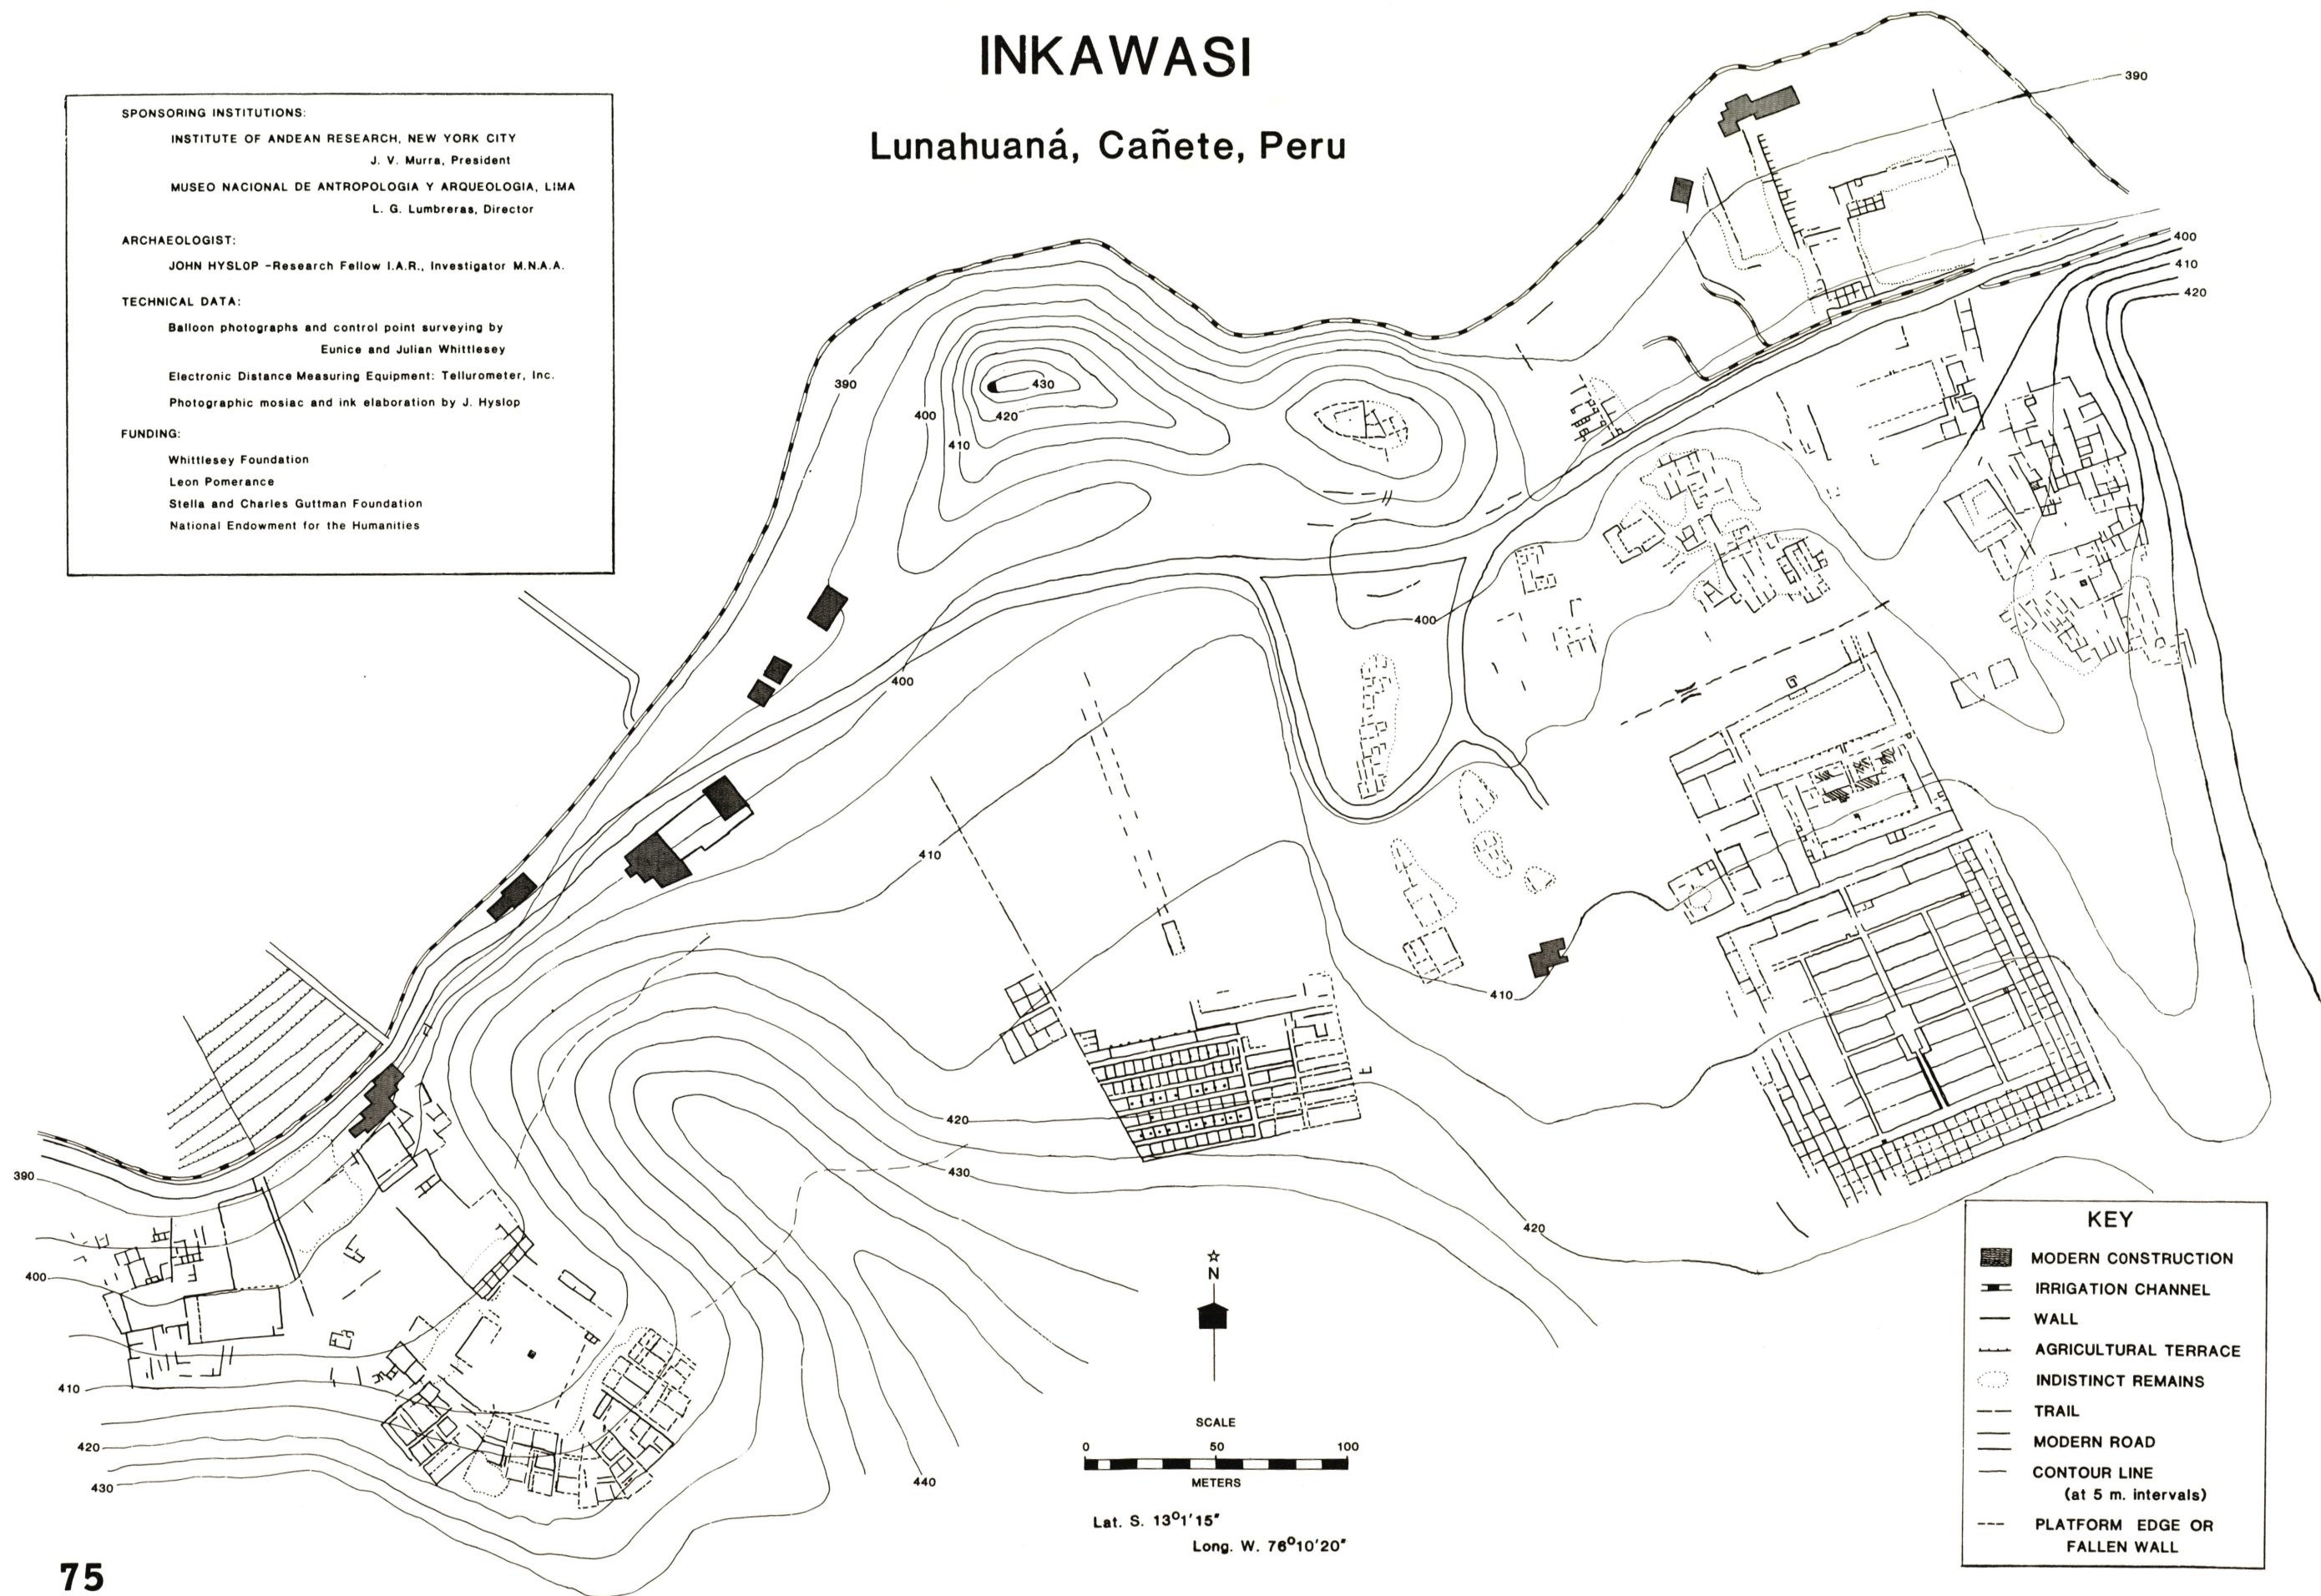 INKAWASI
Lunahuaná, Cañete, Peru
SPONSORING INSTITUTIONS:
INSTITUTE OF ANDEAN RESEARCH, NEW YORK CITY
J. V. Murra, President
MUSEO NACIONAL DE ANTROPOLOGIA Y ARQUEOLOGIA, LIMA
L. G. Lumbreras, Director
ARCHAEOLOGIST:
JOHN HYSLOP -Research Fellow I.A.R., Investigator M.N.A.A.
TECHNICAL DATA:
Balloon photographs and control point surveying by
Eunice and Julian Whittlesey
Electronic Distance Measuring Equipment: Tellurometer, Inc.
Photographic mosiac and ink elaboration by J. Hyslop
FUNDING:
Whittlesey Foundation
Leon Pomerance
Stella and Charles Guttman Foundation
National Endowment for the Humanities
390
400
410
420
390
430
400
420
410
400
400
410
410
420
430
420
390
400
410
420
430
440
N
SCALE
0 50 100
METERS
Lat. S. 13º1'15"
Long. W. 76º10'20"
KEY
MODERN CONSTRUCTION
IRRIGATION CHANNEL
WALL
AGRICULTURAL TERRACE
INDISTINCT REMAINS
TRAIL
MODERN ROAD
CONTOUR LINE
(at 5 m. intervals)
PLATFORM EDGE OR
FALLEN WALL
75